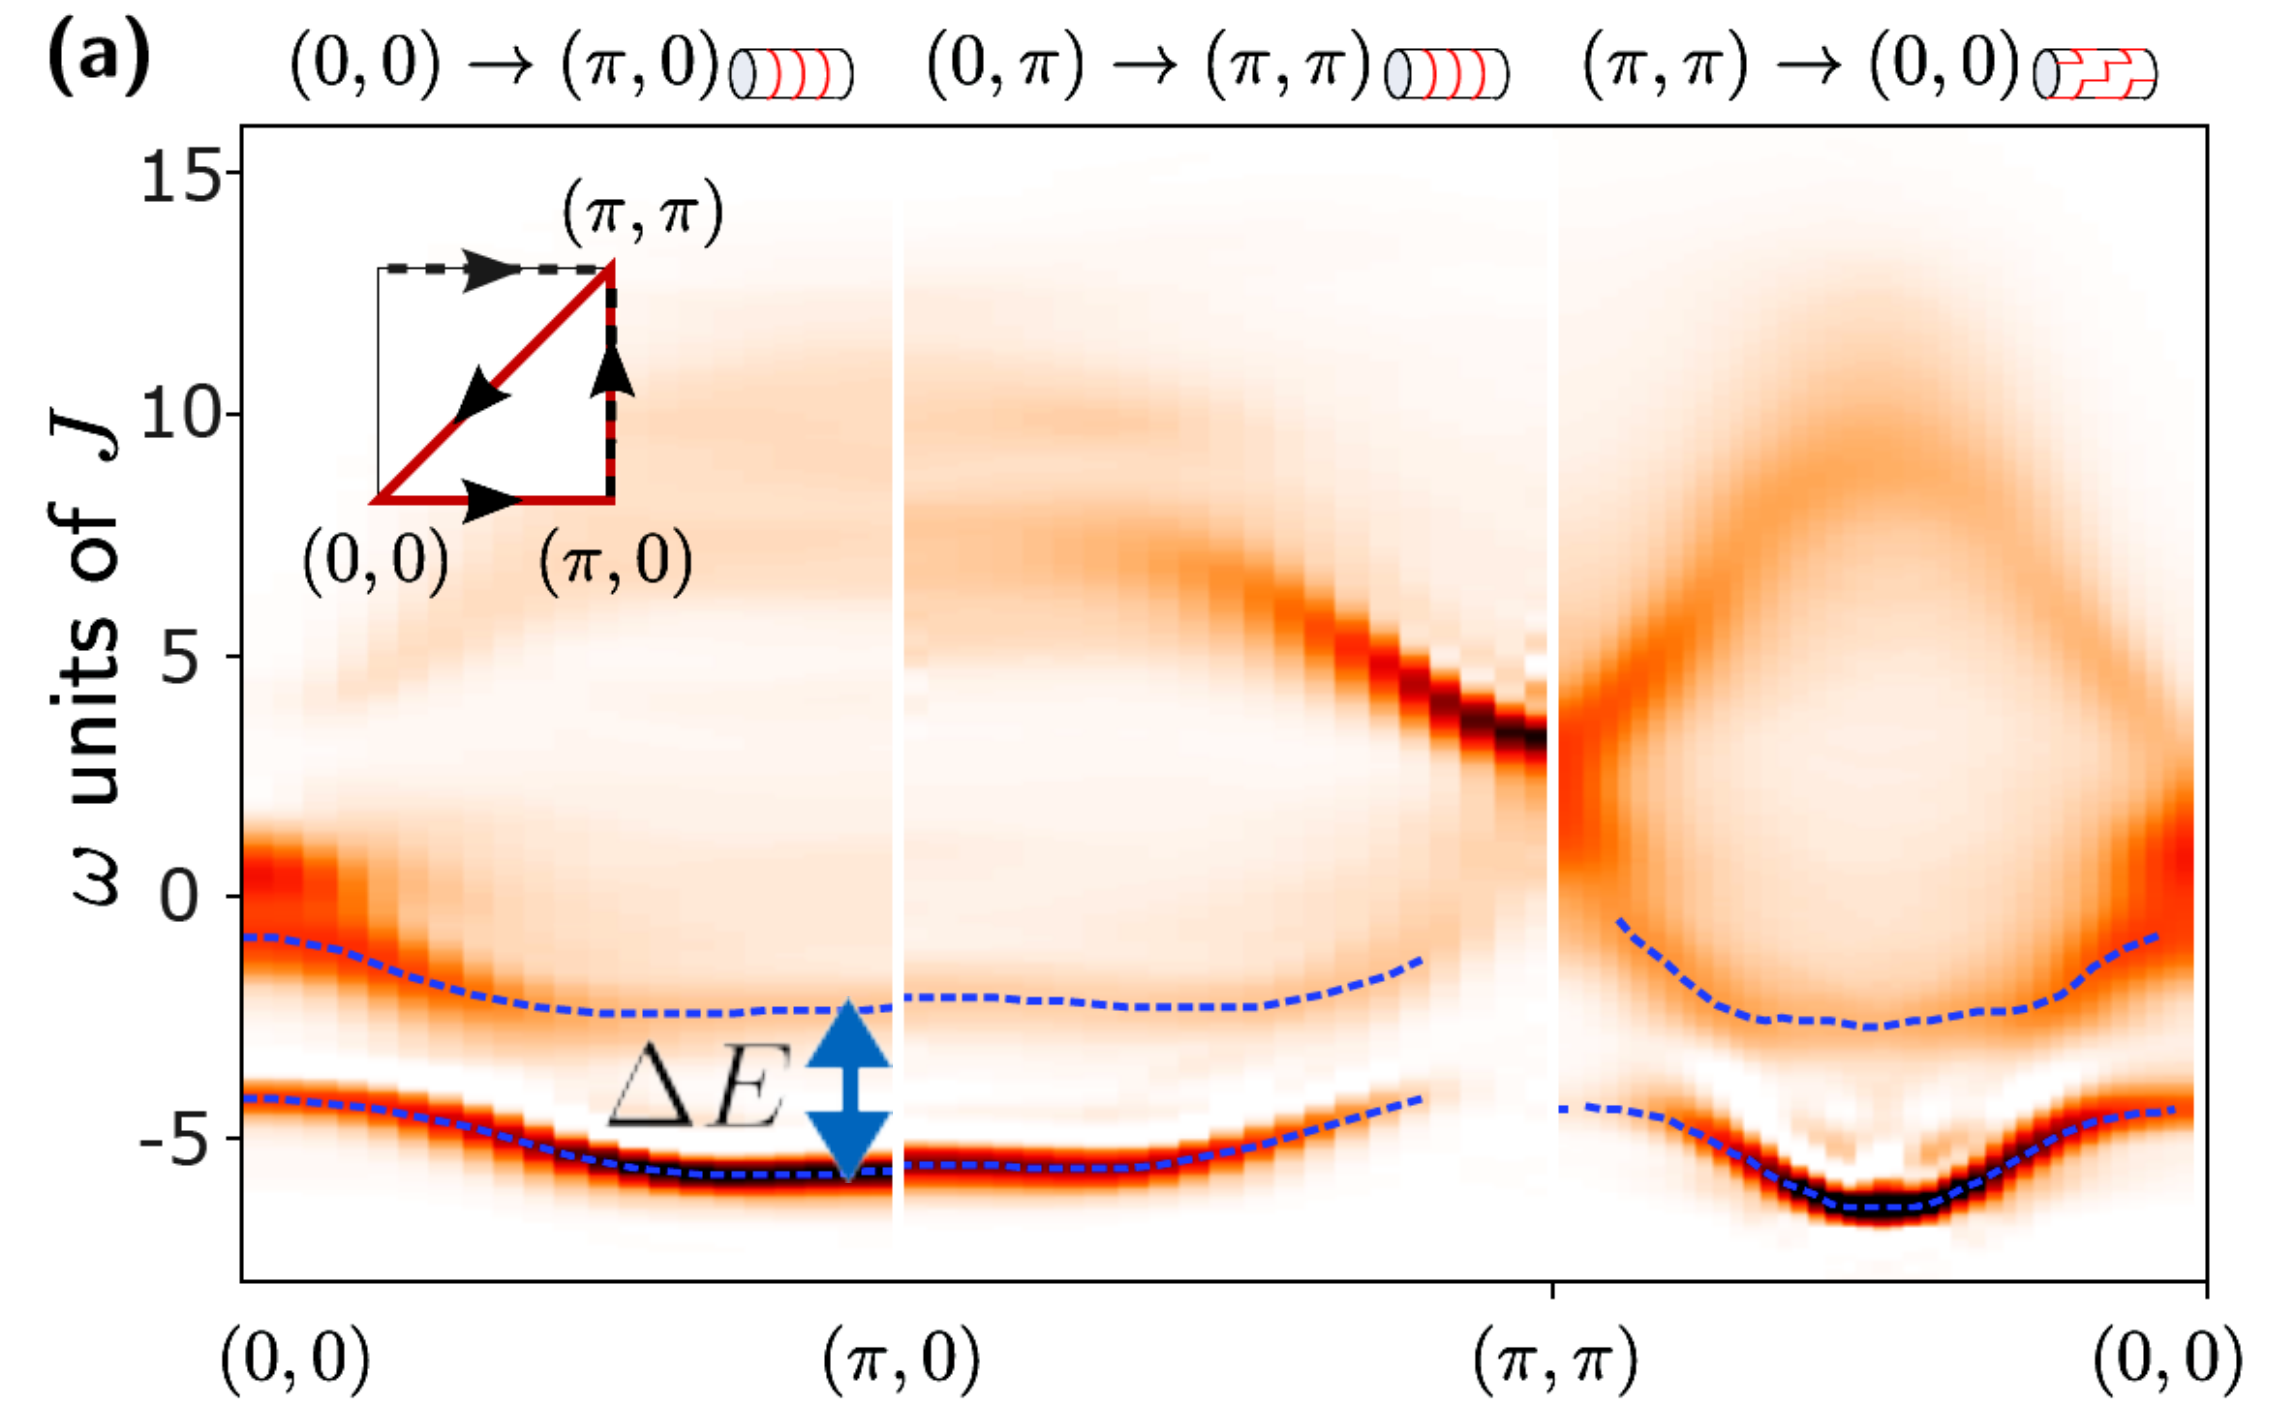 (a) (0, 0) → (π, 0) (0, π) → (π, π) (π, π) → (0, 0)
15
(π, π)
10
(0, 0) (π, 0)
5
0
ΔE
-5
ω units of J
(0, 0) (π, 0) (π, π) (0, 0)